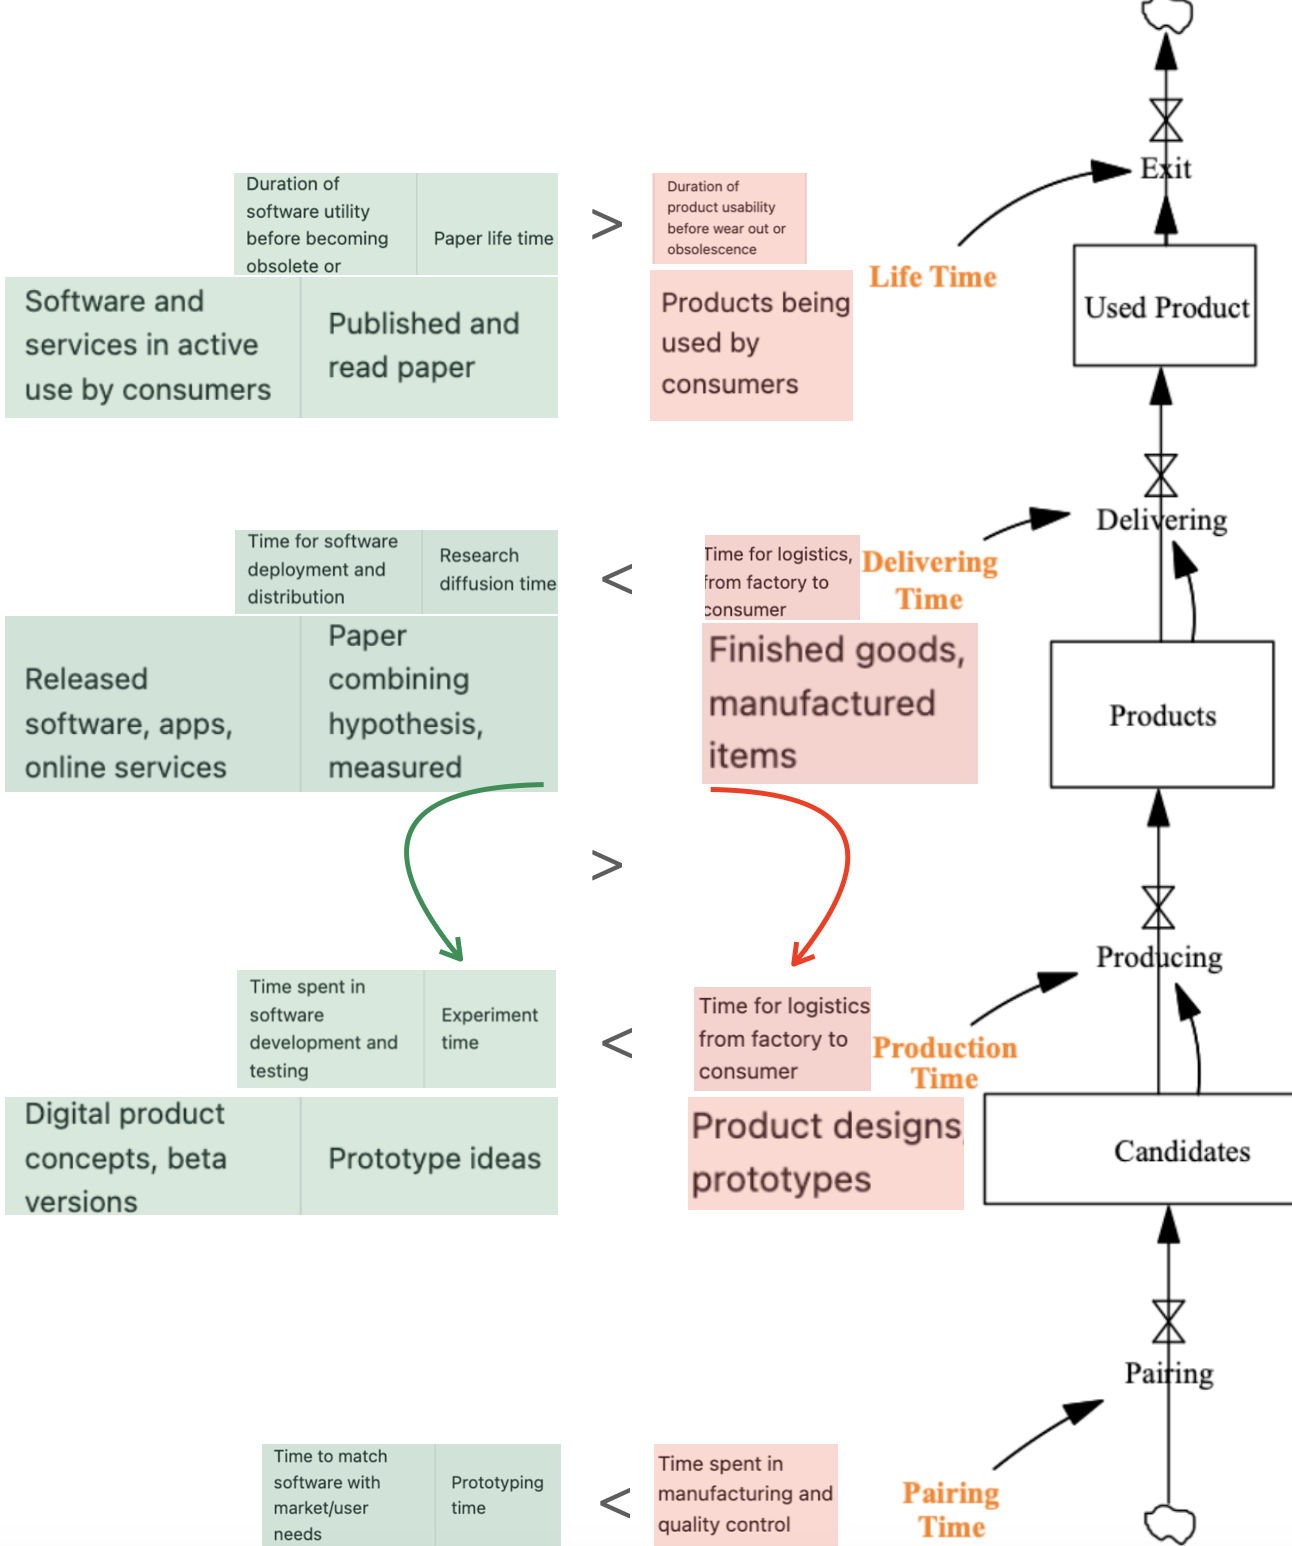 Exit
Duration of
software utility
before becoming
obsolete or
Paper life time
>
Duration of
product usability
before wear out or
obsolescence
Life Time
Software and
services in active
use by consumers
Published and
read paper
Products being
used by
consumers
Used Product
Time for software
deployment and
distribution
Research
diffusion time
<
Time for logistics,
from factory to
consumer
Delivering
Time
Delivering
Released
software, apps,
online services
Paper
combining
hypothesis,
measured
Finished goods,
manufactured
items
Products
>
Producing
Time spent in
software
development and
testing
Experiment
time
<
Time for logistics
from factory to
consumer
Production
Time
Digital product
concepts, beta
versions
Prototype ideas
Product designs
prototypes
Candidates
Pairing
Time to match
software with
market/user
needs
Prototyping
time
<
Time spent in
manufacturing and
quality control
Pairing
Time